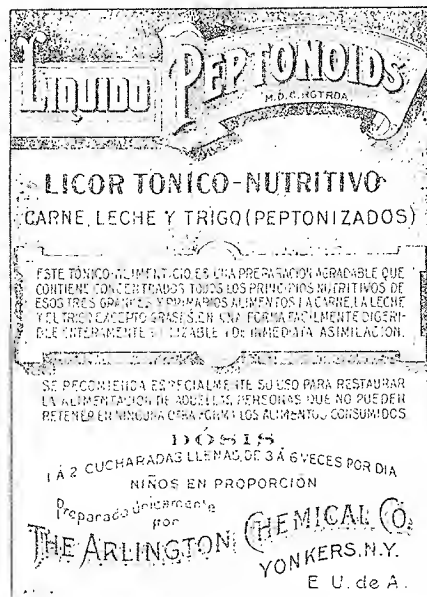 LIQUIDO PEPTONOIDS
M.D.C. RGTRDA.
LICOR TONICO-NUTRITIVO
CARNE, LECHE Y TRIGO (PEPTONIZADOS)
ESTE TÓNICO-ALIMENTICIO, ES UNA PREPARACION AGRADABLE QUE
CONTIENE CONCENTRADOS TODOS LOS PRINCIPIOS NUTRITIVOS DE
ESOS TRES GRANDES Y PRIMARIOS ALIMENTOS LA CARNE, LA LECHE
Y EL TRIGO (EXCEPTO GRASAS), EN UNA FORMA FACILMENTE DIGERI-
BLE ENTERAMENTE UTILIZABLE Y DE INMEDIATA ASIMILACION.
SE RECOMIENDA ESPECIALMENTE SU USO PARA RESTAURAR
LA ALIMENTACION DE AQUELLAS PERSONAS QUE NO PUEDEN
RETENER EN NINGUNA OTRA FORMA LOS ALIMENTOS CONSUMIDOS
DÓSIS
1 Á 2 CUCHARADAS LLENAS, DE 3 Á 6 VECES POR DIA
NIÑOS EN PROPORCIÓN
Preparado únicamente
por
THE ARLINGTON CHEMICAL CO.
YONKERS, N.Y.
E U. de A.